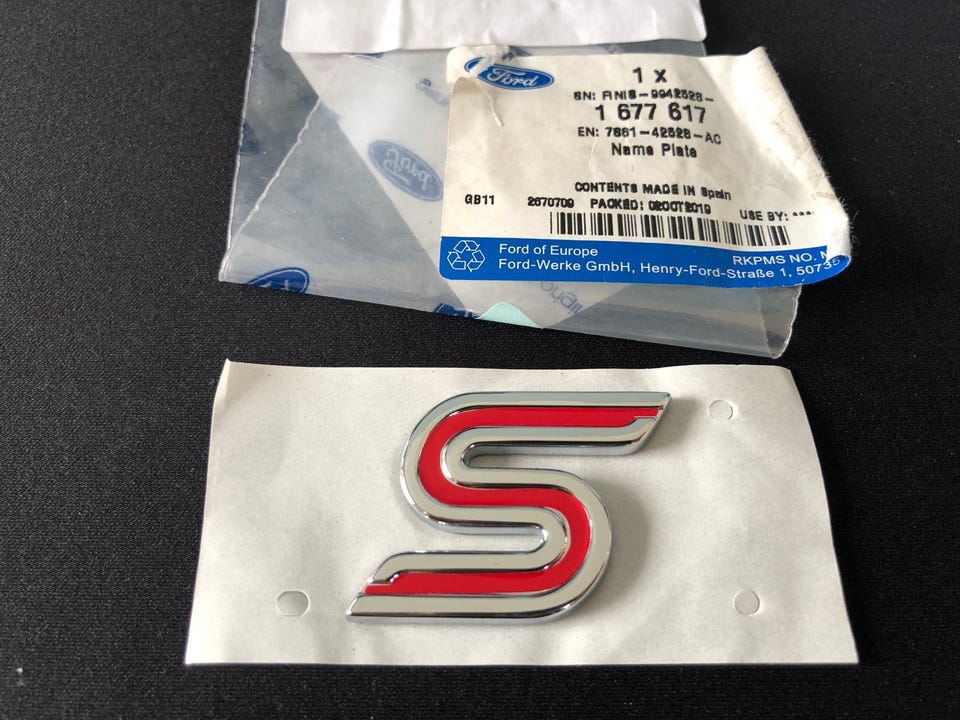 Ford
1 X
SN: FINIS-9942528-
1 677 617
EN: 7S61-42528-AC
Name Plate
CONTENTS MADE IN Spain
GB11 2670709 PACKED: 02OCT2019 USE BY: ***
Ford of Europe RKPMS NO.
Ford-Werke GmbH, Henry-Ford-Straße 1, 50735
Ford
S